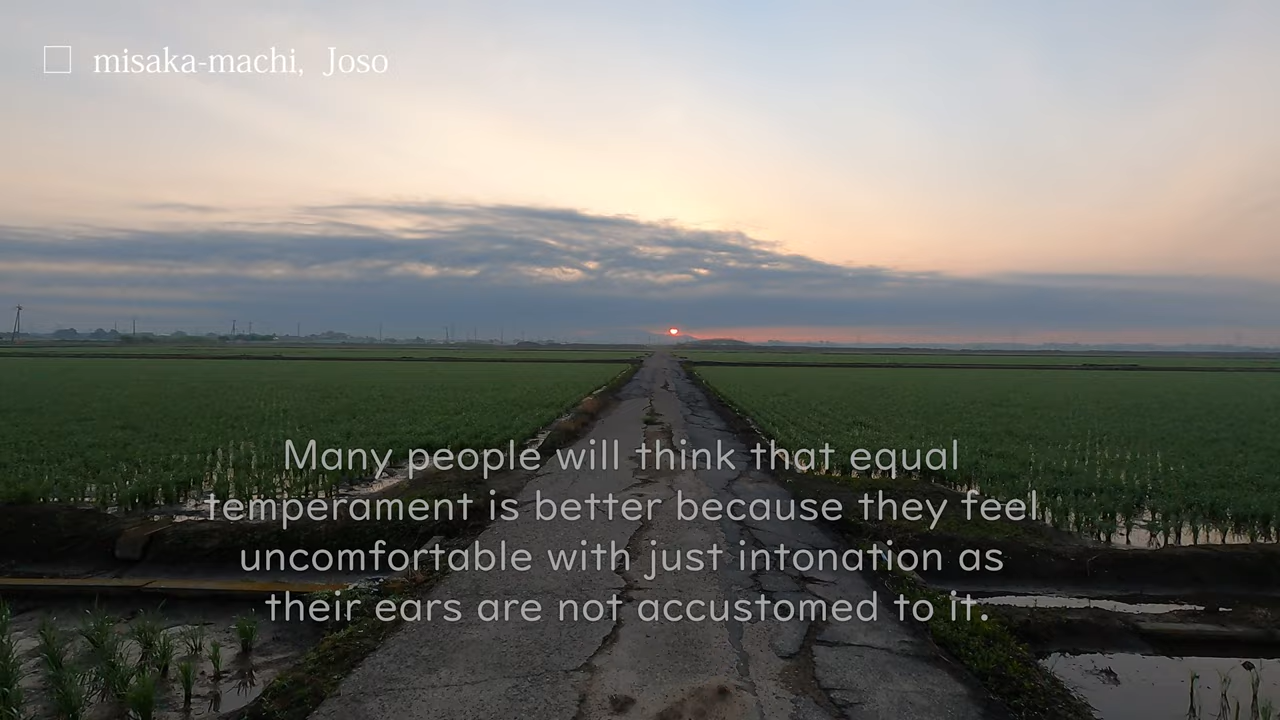 □ misaka-machi, Joso
Many people will think that equal
temperament is better because they feel
uncomfortable with just intonation as
their ears are not accustomed to it.